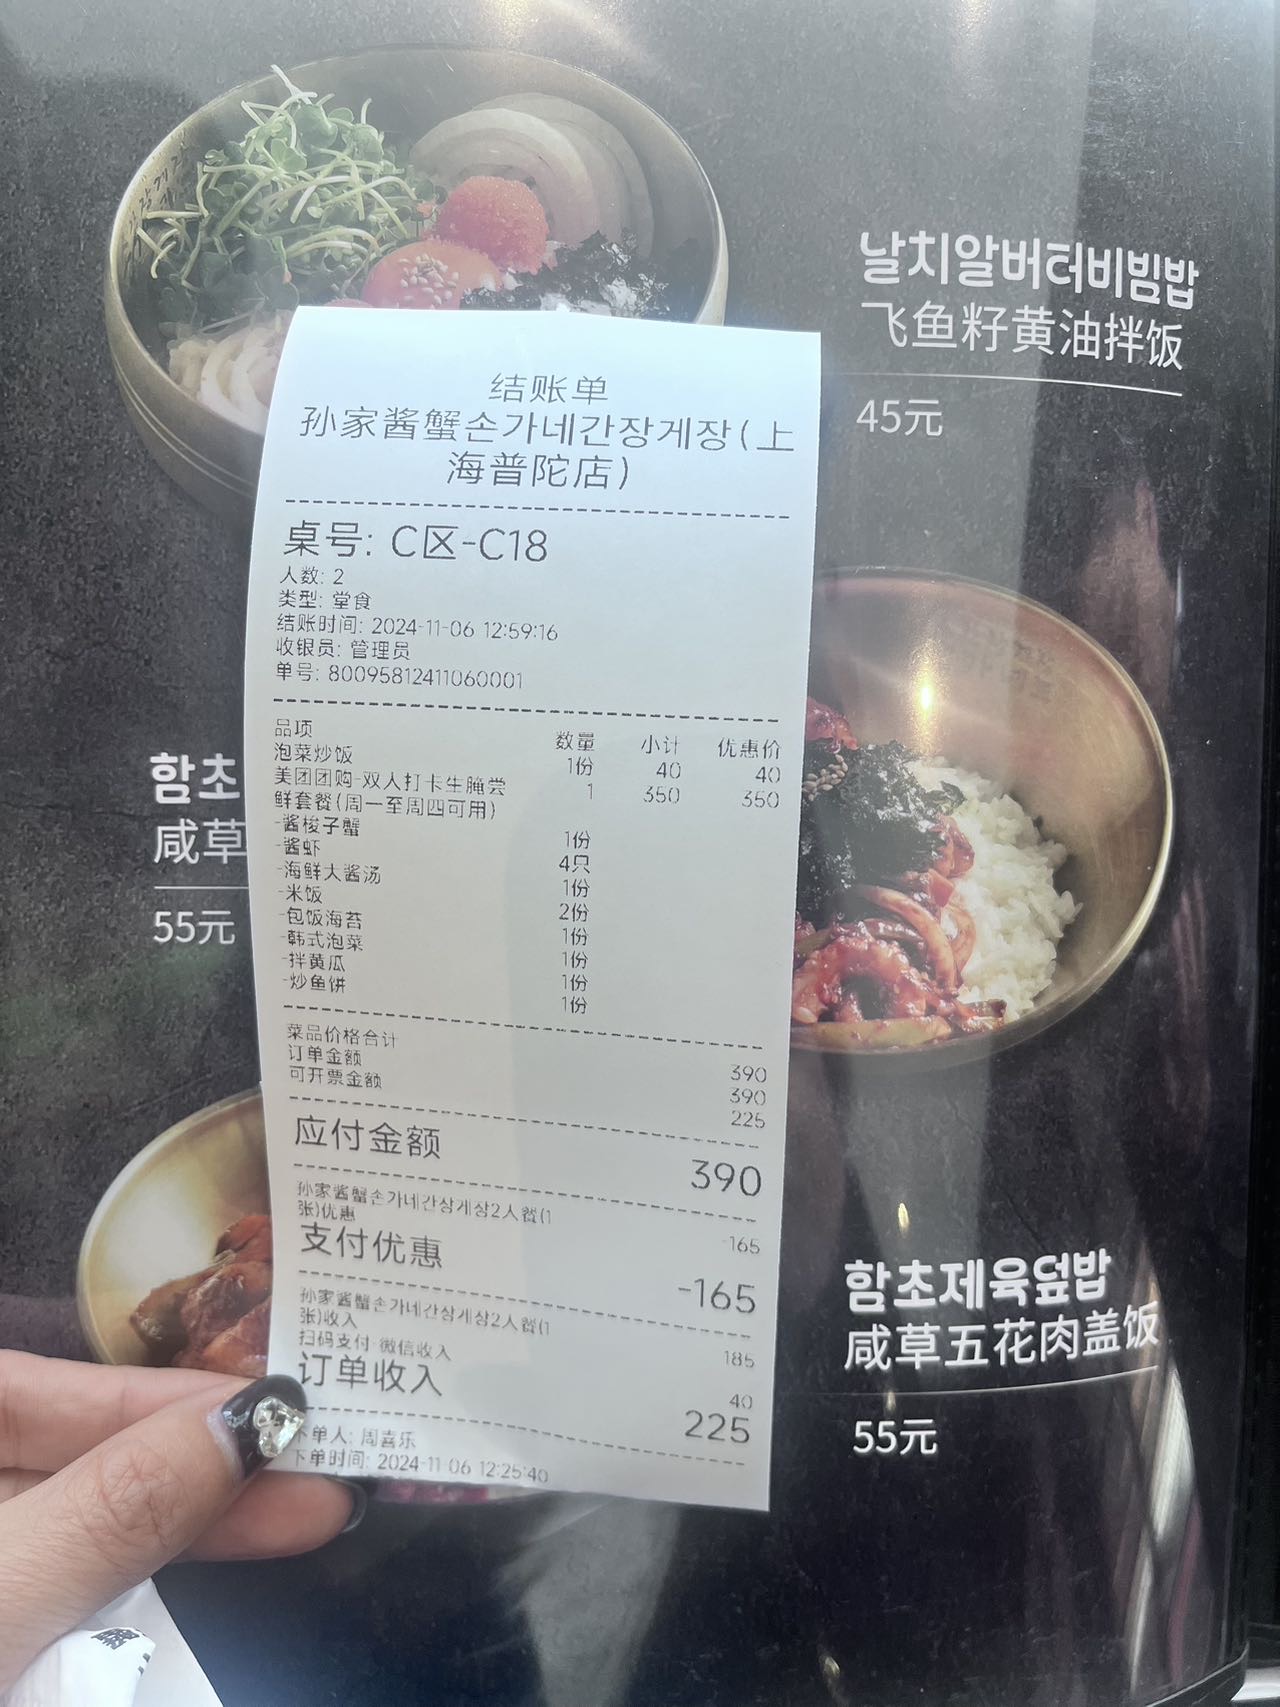 날치알버터비빔밥
飞鱼籽黄油拌饭
45元
结账单
孙家酱蟹손가네간장게장(上
海普陀店)
桌号: C区-C18
人数: 2
类型: 堂食
结账时间: 2024-11-06 12:59:16
收银员: 管理员
单号: 80095812411060001
品项 数量 小计 优惠价
泡菜炒饭 1份 40 40
美团团购-双人打卡生腌尝 1 350 350
鲜套餐(周一至周四可用)
-酱梭子蟹 1份
-酱虾 4只
-海鲜大酱汤 1份
-米饭 2份
-包饭海苔 1份
-韩式泡菜 1份
-拌黄瓜 1份
-炒鱼饼 1份
菜品价格合计 390
订单金额 390
可开票金额 225
应付金额 390
孙家酱蟹손가네간장게장2人餐(1
张)优惠 -165
支付优惠 -165
孙家酱蟹손가네간장게장2人餐(1
张)收入 185
扫码支付-微信收入 40
订单收入 225
下单人: 周喜乐
下单时间: 2024-11-06 12:25:40
함초
咸草
55元
함초제육덮밥
咸草五花肉盖饭
55元